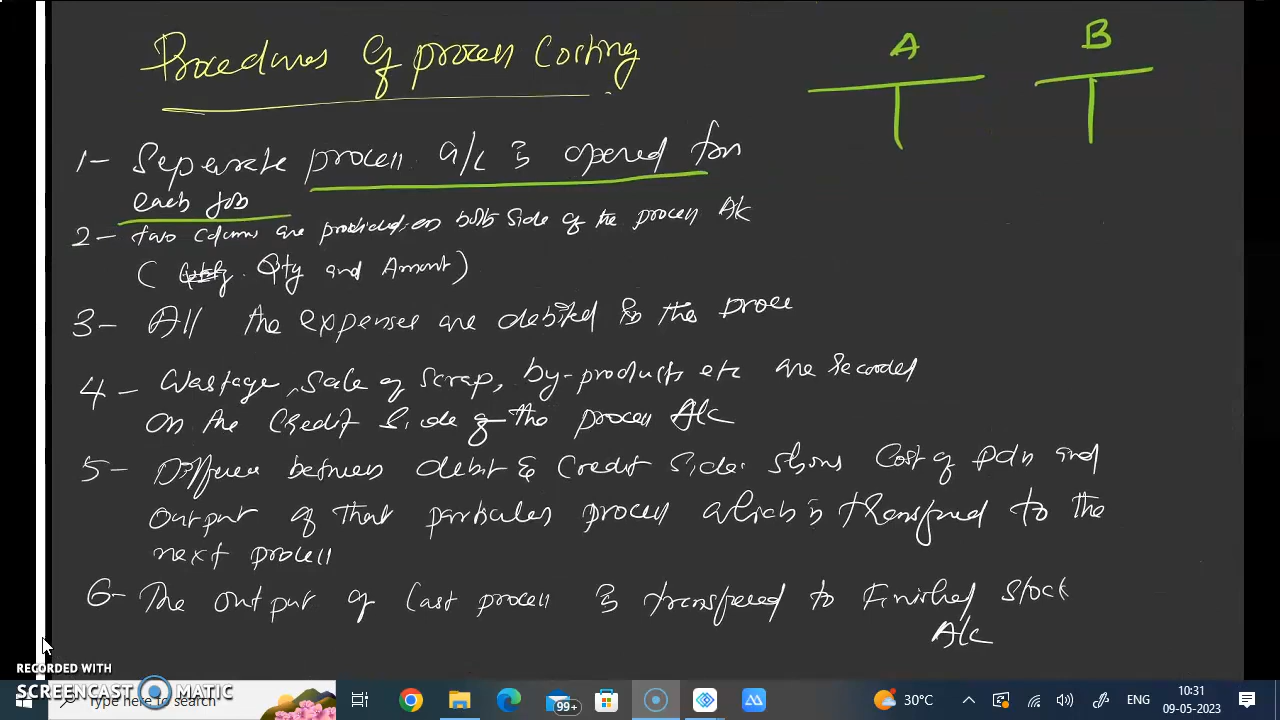 Procedures of process Costing
A
B
1- Seperate process a/c is opened for
each job
2- two column are provided on both side of the process A/c
( Qty and Amount)
3- All the expenses are debited to the process
4- Wastage, Sale of Scrap, by-products etc are recorded
on the Credit Side of the process A/c
5- Difference between debit & Credit Side shows Cost of pdn and
output of that particular process which is transferred to the
next process
6- The output of Last process is transferred to Finished Stock
A/c
RECORDED WITH
SCREENCAST MATIC
Type here to search
99+
30°C
ENG
10:31
09-05-2023